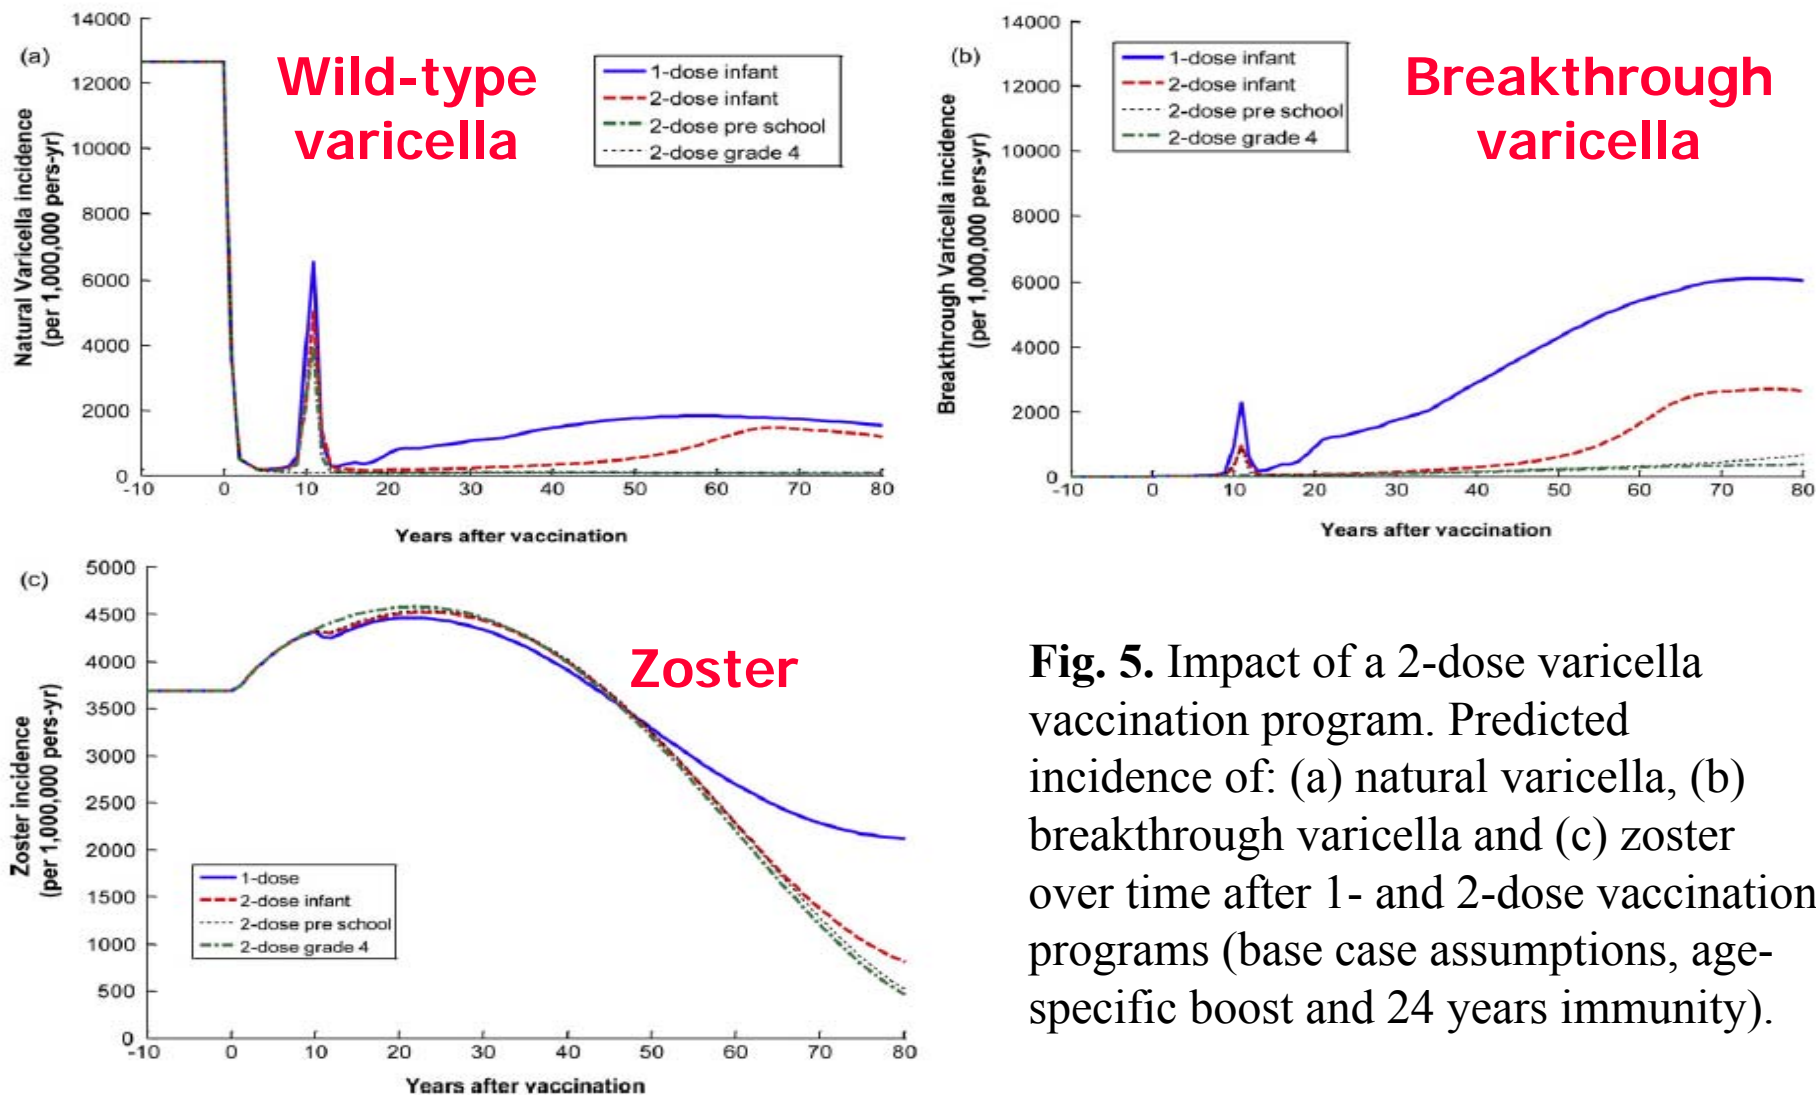 (a)
Wild-type
varicella
1-dose infant
2-dose infant
2-dose pre school
2-dose grade 4
Natural Varicella incidence
(per 1,000,000 pers-yr)
14000
12000
10000
8000
6000
4000
2000
0
-10 0 10 20 30 40 50 60 70 80
Years after vaccination
(b)
Breakthrough
varicella
1-dose infant
2-dose infant
2-dose pre school
2-dose grade 4
Breakthrough Varicella incidence
(per 1,000,000 pers-yr)
14000
12000
10000
8000
6000
4000
2000
0
-10 0 10 20 30 40 50 60 70 80
Years after vaccination
(c)
Zoster
1-dose
2-dose infant
2-dose pre school
2-dose grade 4
Zoster incidence
(per 1,000,000 pers-yr)
5000
4500
4000
3500
3000
2500
2000
1500
1000
500
0
-10 0 10 20 30 40 50 60 70 80
Years after vaccination
Fig. 5. Impact of a 2-dose varicella
vaccination program. Predicted
incidence of: (a) natural varicella, (b)
breakthrough varicella and (c) zoster
over time after 1- and 2-dose vaccination
programs (base case assumptions, age-
specific boost and 24 years immunity).